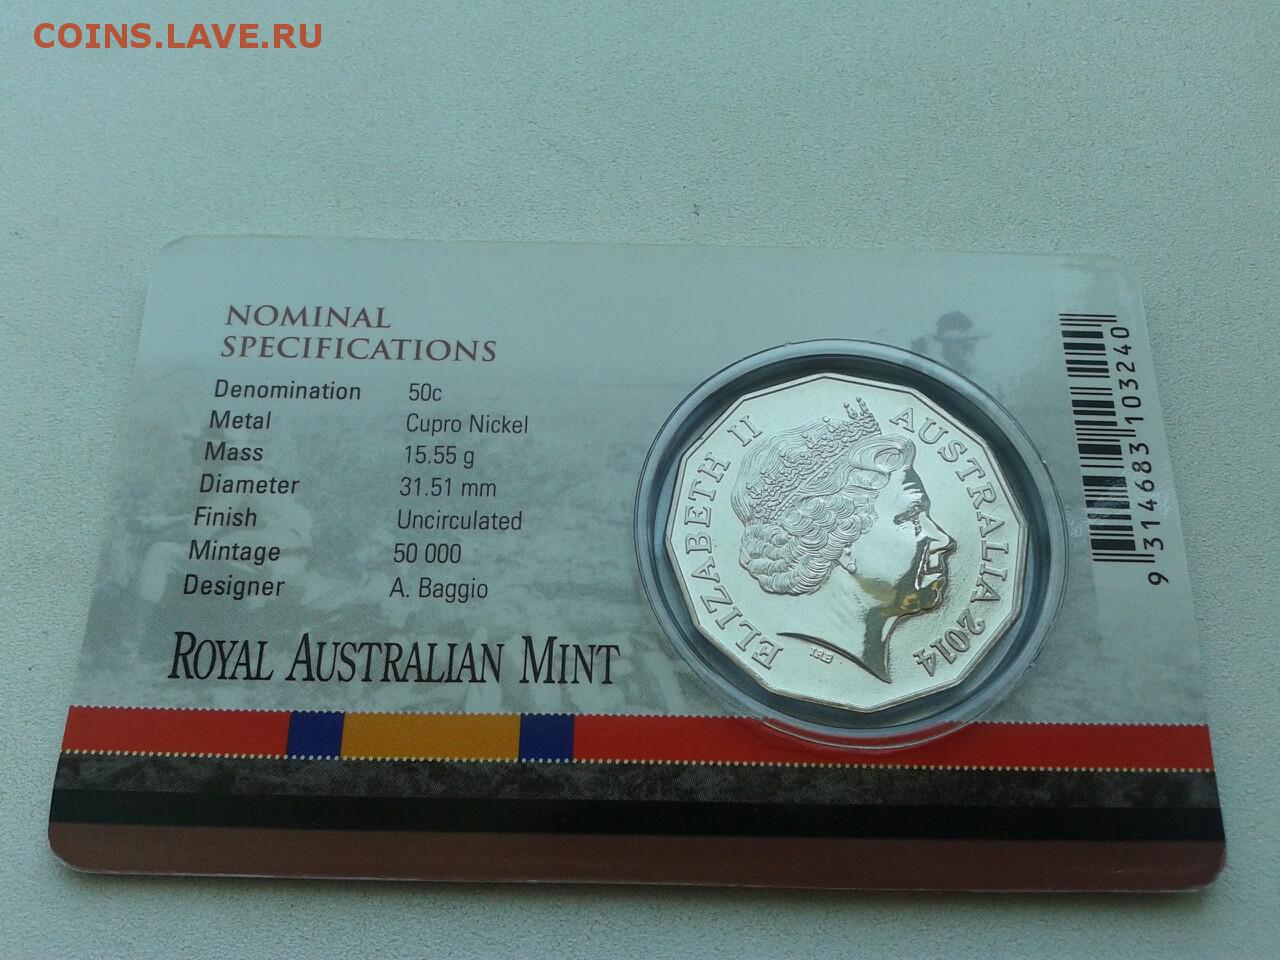 COINS.LAVE.RU
NOMINAL
SPECIFICATIONS
Denomination 50c
Metal Cupro Nickel
Mass 15.55 g
Diameter 31.51 mm
Finish Uncirculated
Mintage 50 000
Designer A. Baggio
ROYAL AUSTRALIAN MINT
ELIZABETH II AUSTRALIA 2014
IRB
9 314683 103240